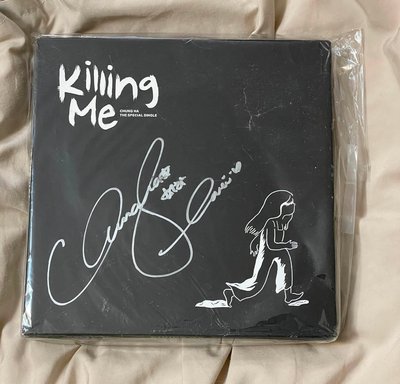 Killing
Me
CHUNG HA
THE SPECIAL SINGLE